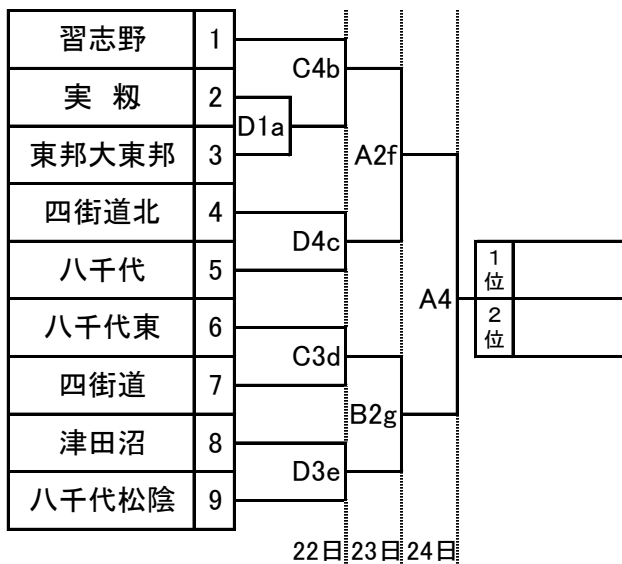 習志野 1
C4b
実 籾 2
D1a
東邦大東邦 3
A2f
四街道北 4
D4c
1位
八千代 5
A4
八千代東 6
2位
C3d
四街道 7
B2g
津田沼 8
D3e
八千代松陰 9
22日 23日 24日